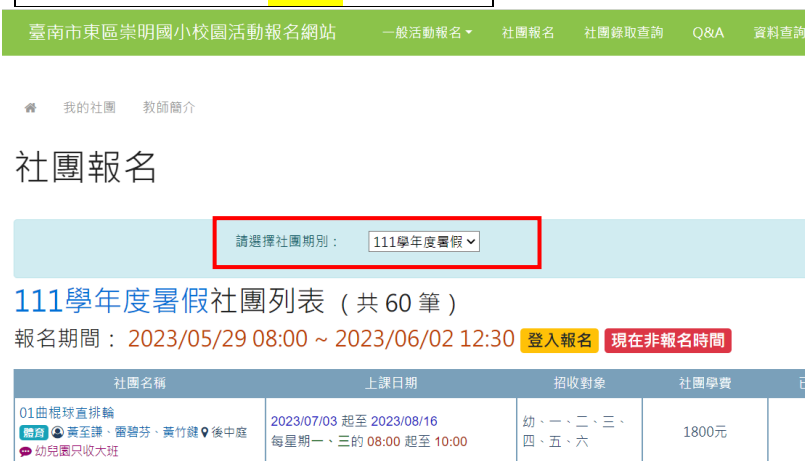 臺南市東區崇明國小校園活動報名網站 一般活動報名 社團報名 社團錄取查詢 Q&A 資料查詢
我的社團 教師簡介
社團報名
請選擇社團期別： 111學年度暑假
111學年度暑假社團列表 ( 共 60 筆 )
報名期間： 2023/05/29 08:00 ~ 2023/06/02 12:30 登入報名 現在非報名時間
社團名稱 上課日期 招收對象 社團學費 已
01曲棍球直排輪
體育 黃至謙、雷碧芬、黃竹鍵 後中庭
幼兒園只收大班
2023/07/03 起至 2023/08/16
每星期一、三的 08:00 起至 10:00
幼、一、二、三、
四、五、六
1800元